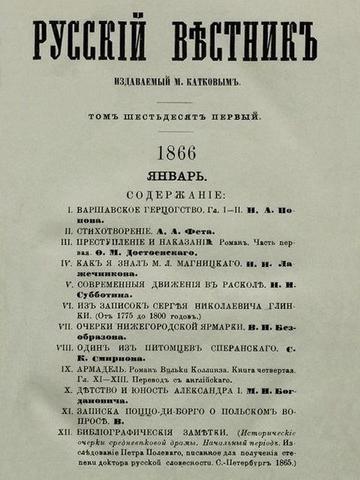 РУССКІЙ ВѢСТНИКЪ
ИЗДАВАЕМЫЙ М. КАТКОВЫМЪ.
ТОМЪ ШЕСТЬДЕСЯТЪ ПЕРВЫЙ.
1866
ЯНВАРЬ.
СОДЕРЖАНІЕ:
I. ВАРШАВСКОЕ ГЕРЦОГСТВО. Гл. I—II. Н. А. По-
пова.
II. СТИХОТВОРЕНІЕ. А. А. Фета.
III. ПРЕСТУПЛЕНІЕ И НАКАЗАНІЕ. Романъ. Часть пер-
вая. Ѳ. М. Достоевскаго.
IV. КАКЪ Я ЗНАЛЪ М. Л. МАГНИЦКАГО. И. И. Ла-
жечникова.
V. СОВРЕМЕННЫЯ ДВИЖЕНІЯ ВЪ РАСКОЛѢ. Н. И.
Субботина.
VI. ИЗЪ ЗАПИСОКЪ СЕРГѢЯ НИКОЛАЕВИЧА ГЛИН-
КИ. (Отъ 1775 до 1800 годовъ.)
VII. ОЧЕРКИ НИЖЕГОРОДСКОЙ ЯРМАРКИ. В. П. Без-
образова.
VIII. ОДИНЪ ИЗЪ ПИТОМЦЕВЪ СПЕРАНСКАГО. С.
К. Смирнова.
IX. АРМАДЕЛЬ. Романъ Вильки Коллинза. Книга четвертая.
Гл. XI—XIII. Переводъ съ англійскаго.
X. ДѢТСТВО И ЮНОСТЬ АЛЕКСАНДРА I. М. И. Бог-
дановича.
XI. ЗАПИСКА ПОЦЦО-ДИ-БОРГО О ПОЛЬСКОМЪ ВО-
ПРОСѢ. В.
XII. БИБЛІОГРАФИЧЕСКІЯ ЗАМѢТКИ. (Историческіе
очерки средневѣковой драмы. Начальный періодъ. Из-
слѣдованіе Петра Полеваго, писанное для полученія сте-
пени доктора русской словесности. С.-Петербургъ 1865.)